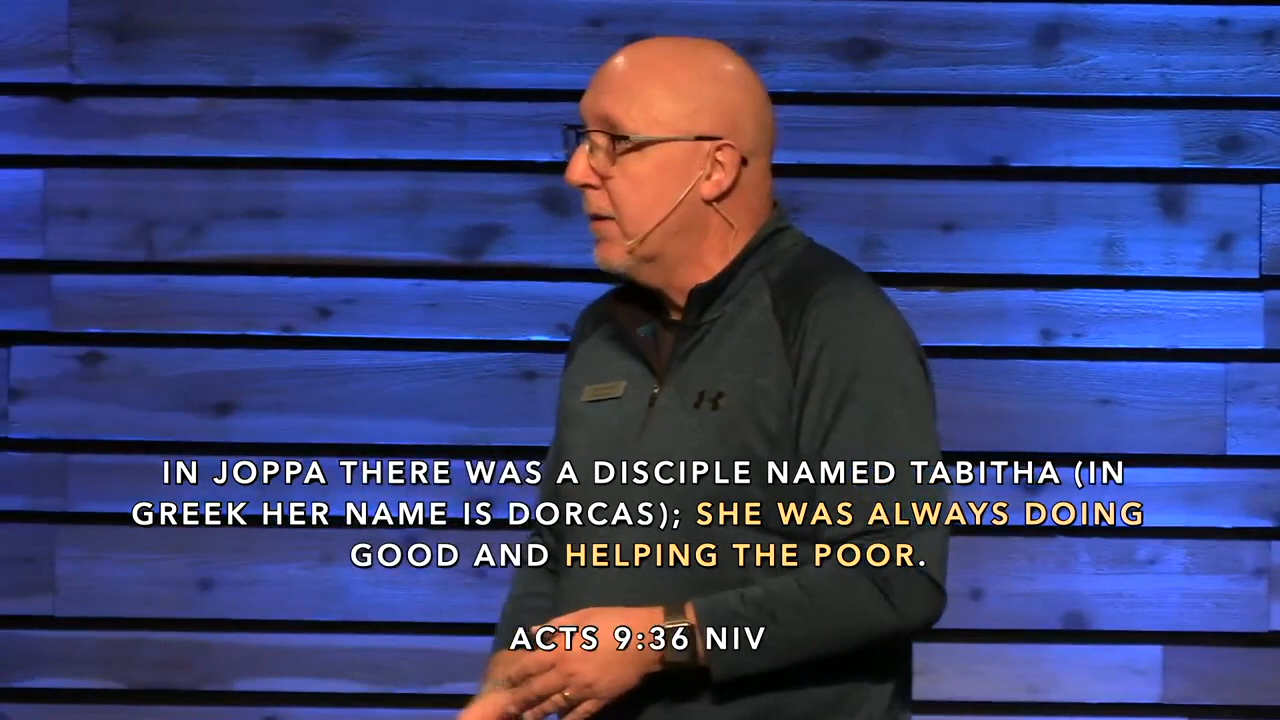 IN JOPPA THERE WAS A DISCIPLE NAMED TABITHA (IN
GREEK HER NAME IS DORCAS); SHE WAS ALWAYS DOING
GOOD AND HELPING THE POOR.
ACTS 9:36 NIV